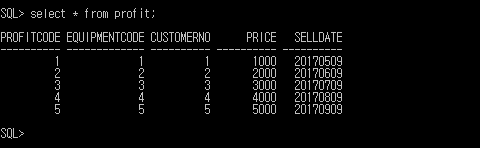 SQL> select * from profit;
PROFITCODE EQUIPMENTCODE CUSTOMERNO      PRICE   SELLDATE
---------- ------------- ---------- ---------- ----------
         1             1          1       1000   20170509
         2             2          2       2000   20170609
         3             3          3       3000   20170709
         4             4          4       4000   20170809
         5             5          5       5000   20170909
SQL>